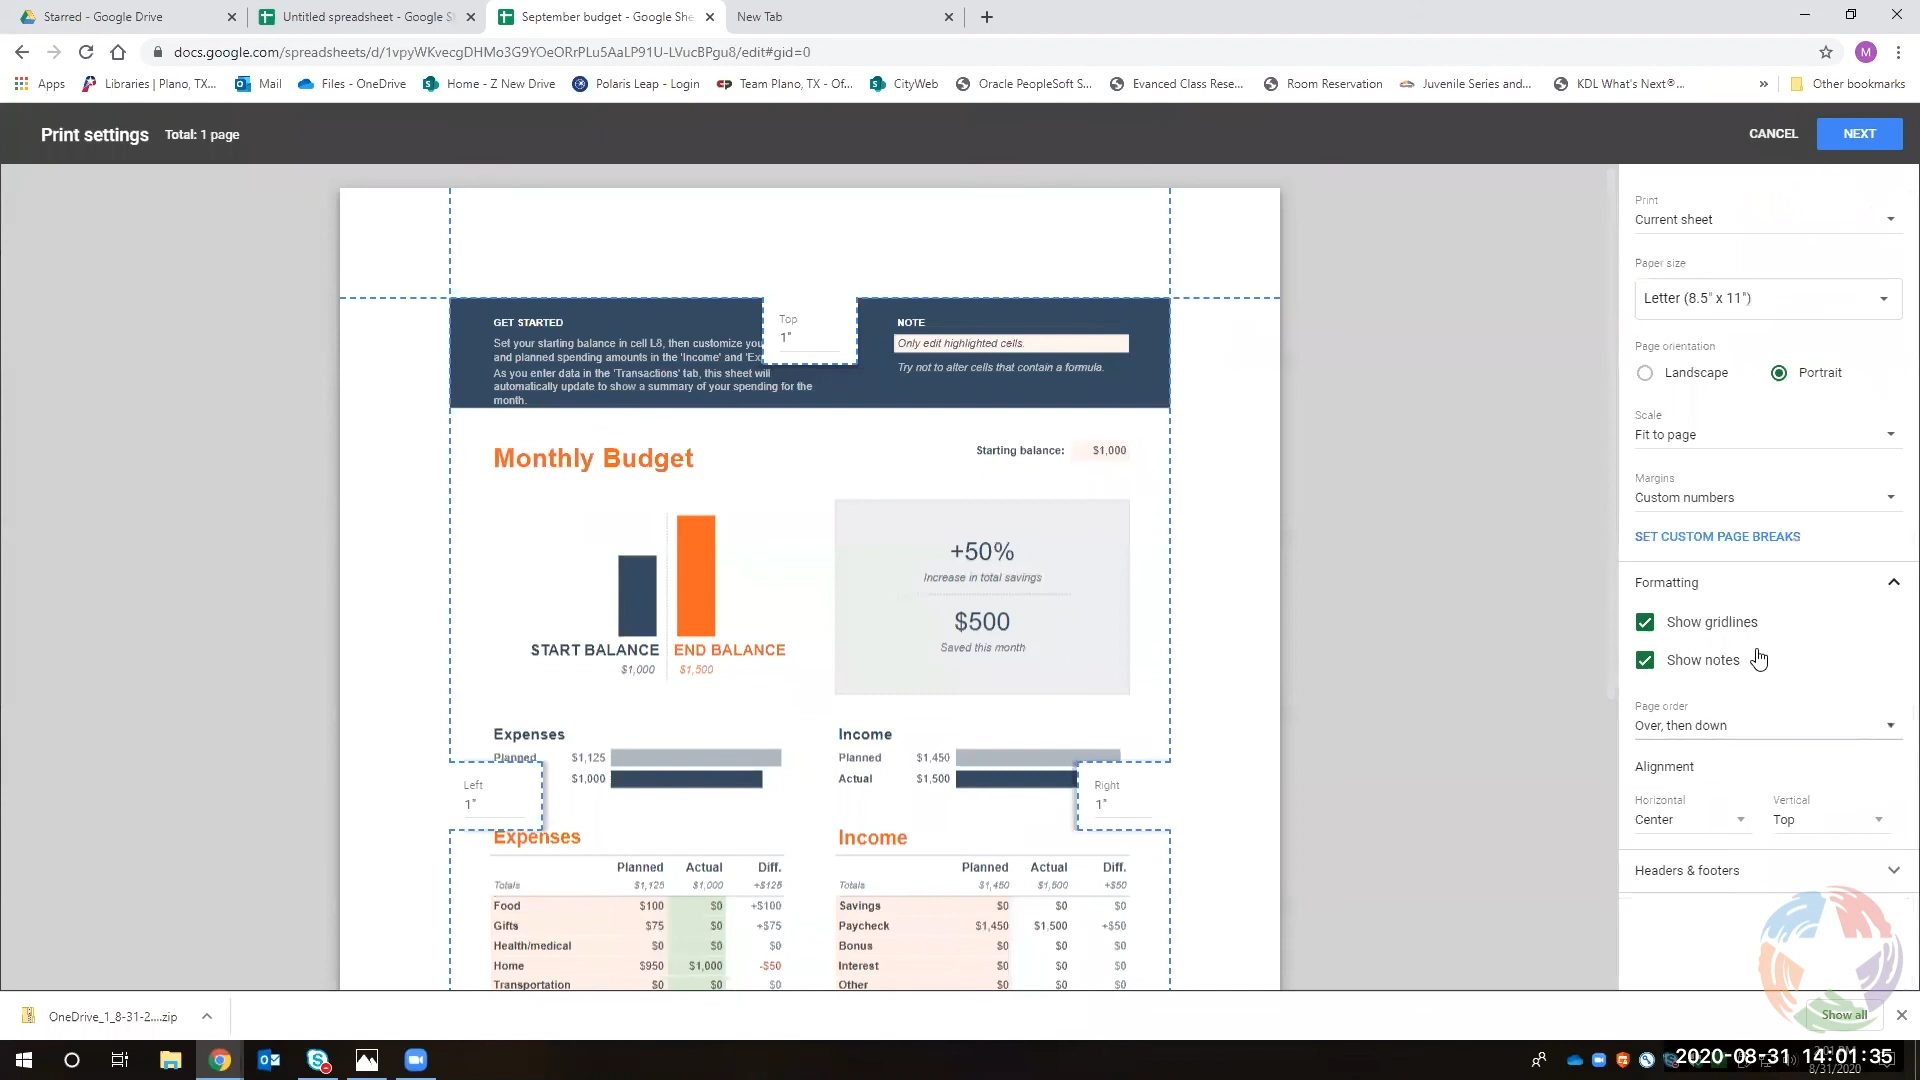 Starred - Google Drive
Untitled spreadsheet - Google S
September budget - Google She
New Tab
docs.google.com/spreadsheets/d/1vpyWKvecgDHMo3G9YOeORrPLu5AaLP91U-LVucBPgu8/edit#gid=0
M
Apps
Libraries | Plano, TX...
Mail
Files - OneDrive
Home - Z New Drive
Polaris Leap - Login
Team Plano, TX - Of...
CityWeb
Oracle PeopleSoft S...
Evanced Class Rese...
Room Reservation
Juvenile Series and...
KDL What's Next®...
»
Other bookmarks
Print settings
Total: 1 page
CANCEL
NEXT
GET STARTED
Set your starting balance in cell L8, then customize you
and planned spending amounts in the 'Income' and 'Ex
As you enter data in the 'Transactions' tab, this sheet will
automatically update to show a summary of your spending for the
month.
Top
1"
NOTE
Only edit highlighted cells.
Try not to alter cells that contain a formula.
Monthly Budget
Starting balance: $1,000
START BALANCE
$1,000
END BALANCE
$1,500
+50%
Increase in total savings
$500
Saved this month
Expenses
Planned $1,125
$1,000
Income
Planned $1,450
Actual $1,500
Left
1"
Right
1"
Expenses
Planned Actual Diff.
Totals $1,125 $1,000 +$125
Food $100 $0 +$100
Gifts $75 $0 +$75
Health/medical $0 $0 $0
Home $950 $1,000 -$50
Transportation $0 $0 $0
Income
Planned Actual Diff.
Totals $1,450 $1,500 +$50
Savings $0 $0 $0
Paycheck $1,450 $1,500 +$50
Bonus $0 $0 $0
Interest $0 $0 $0
Other $0 $0 $0
Print
Current sheet
Paper size
Letter (8.5" x 11")
Page orientation
Landscape
Portrait
Scale
Fit to page
Margins
Custom numbers
SET CUSTOM PAGE BREAKS
Formatting
Show gridlines
Show notes
Page order
Over, then down
Alignment
Horizontal
Center
Vertical
Top
Headers & footers
OneDrive_1_8-31-2....zip
Show all
2020-08-31 14:01:35
8/31/2020